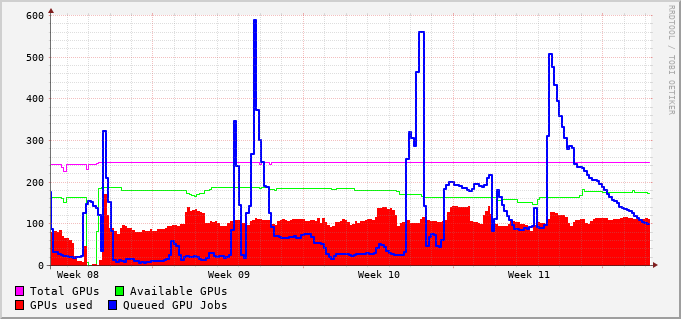 600
500
400
300
200
100
0
Week 08 Week 09 Week 10 Week 11
Total GPUs Available GPUs
GPUs used Queued GPU Jobs
RRDTOOL / TOBI OETIKER